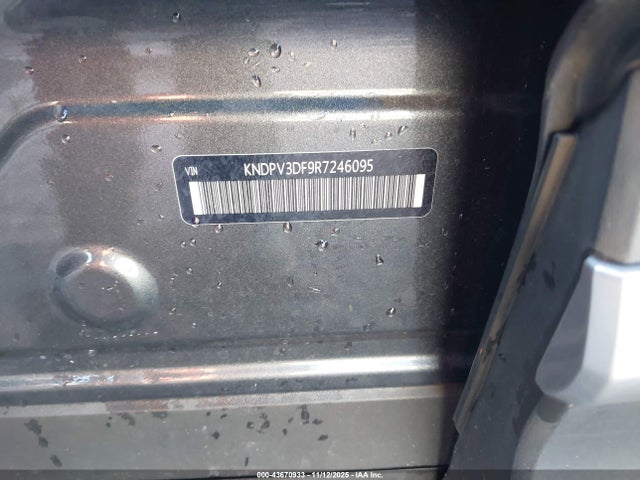 VIN KNDPV3DF9R7246095
000-43670933 - 11/12/2025 - IAA Inc.